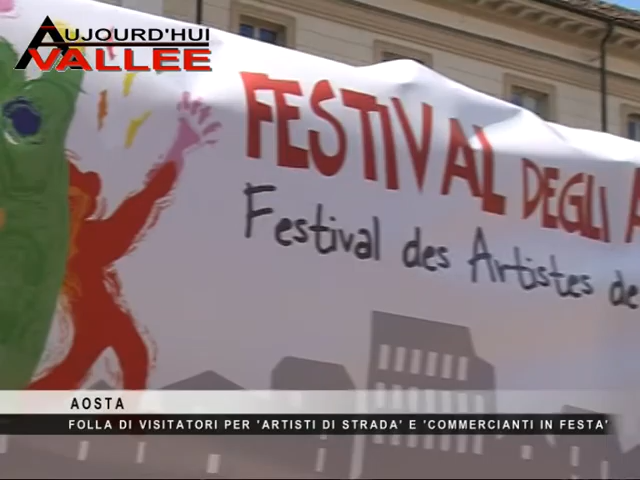 AUJOURD'HUI
VALLEE
FESTIVAL DEGLI A
Festival des Artistes de
AOSTA
FOLLA DI VISITATORI PER 'ARTISTI DI STRADA' E 'COMMERCIANTI IN FESTA'